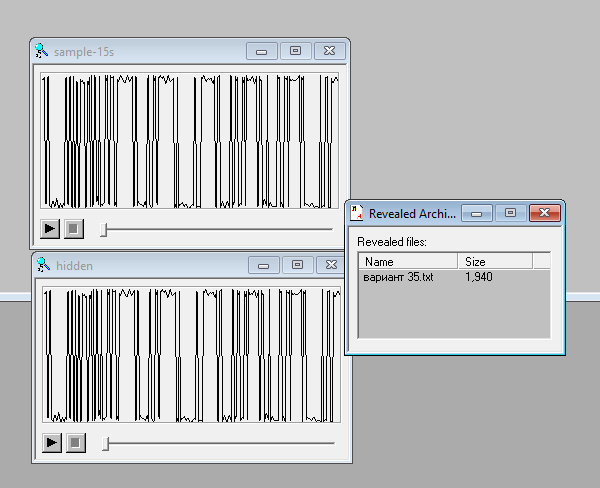 sample-15s
Revealed Archi...
Revealed files:
Name Size
вариант 35.txt 1,940
hidden